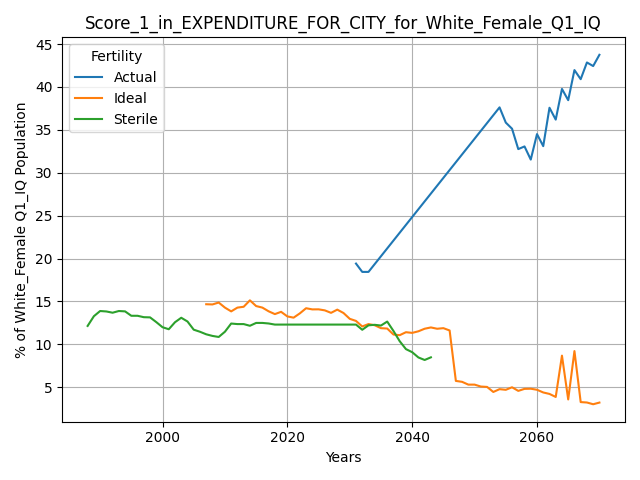 Score_1_in_EXPENDITURE_FOR_CITY_for_White_Female_Q1_IQ
Fertility
Actual
Ideal
Sterile
% of White_Female Q1_IQ Population
45
40
35
30
25
20
15
10
5
2000 2020 2040 2060
Years